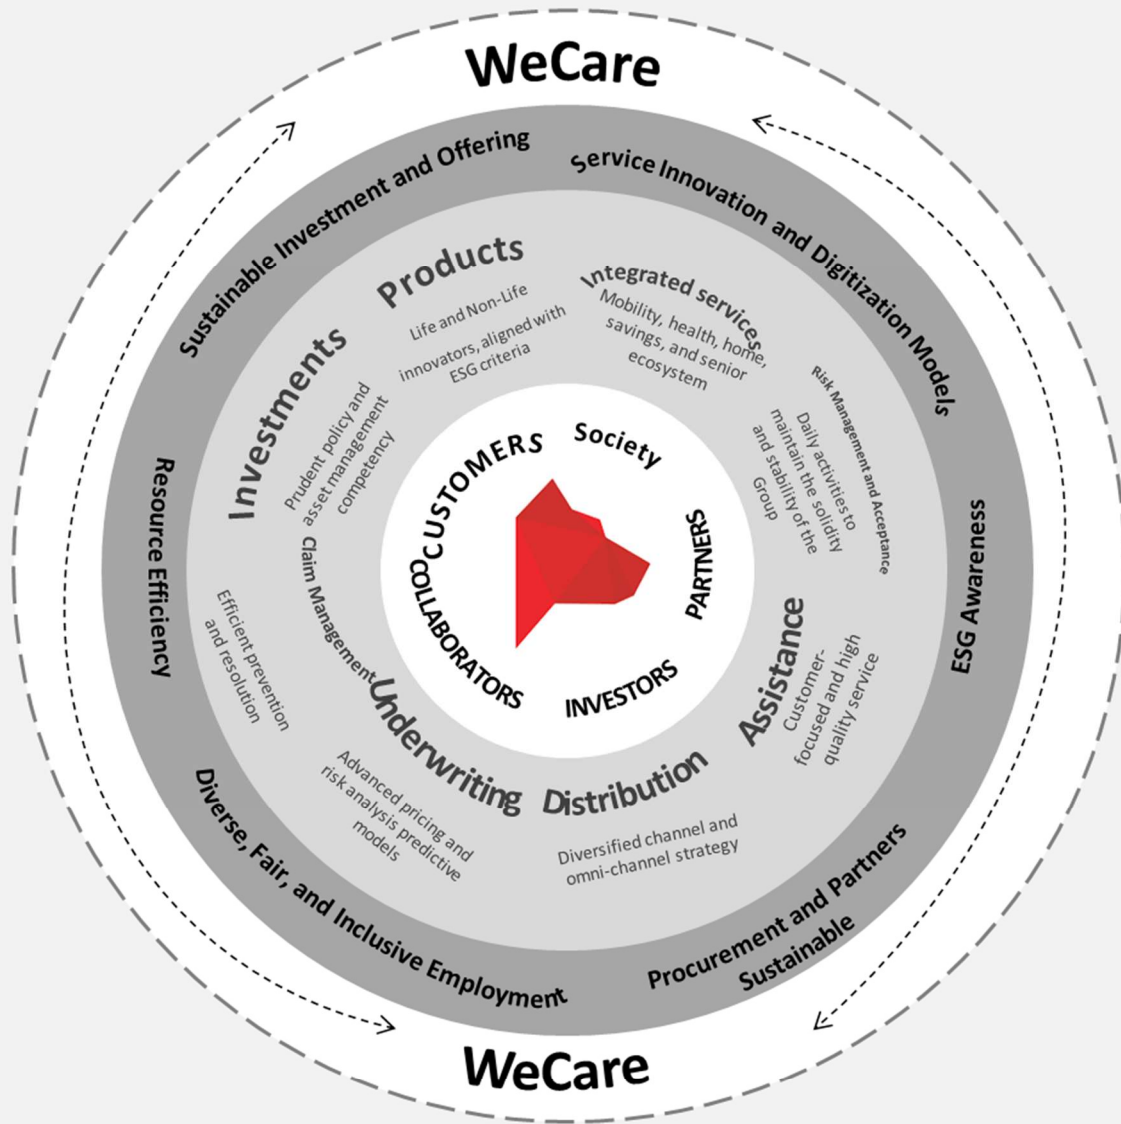 WeCare
Sustainable Investment and Offering
Service Innovation and Digitization Models
ESG Awareness
Procurement and Partners
Sustainable
Diverse, Fair, and Inclusive Employment
Resource Efficiency
Products
Life and Non-Life
innovators, aligned with
ESG criteria
Integrated services
Mobility, health, home,
savings, and senior
ecosystem
Risk Management and Acceptance
Daily activities to
maintain the solidity
and stability of the
Group
Assistance
Customer-
focused and high
quality service
Distribution
Diversified channel and
omni-channel strategy
Underwriting
Advanced pricing and
risk analysis predictive
models
Claim Management
Efficient prevention
and resolution
Investments
Prudent policy and
asset management
competency
CUSTOMERS
Society
PARTNERS
INVESTORS
COLLABORATORS
WeCare